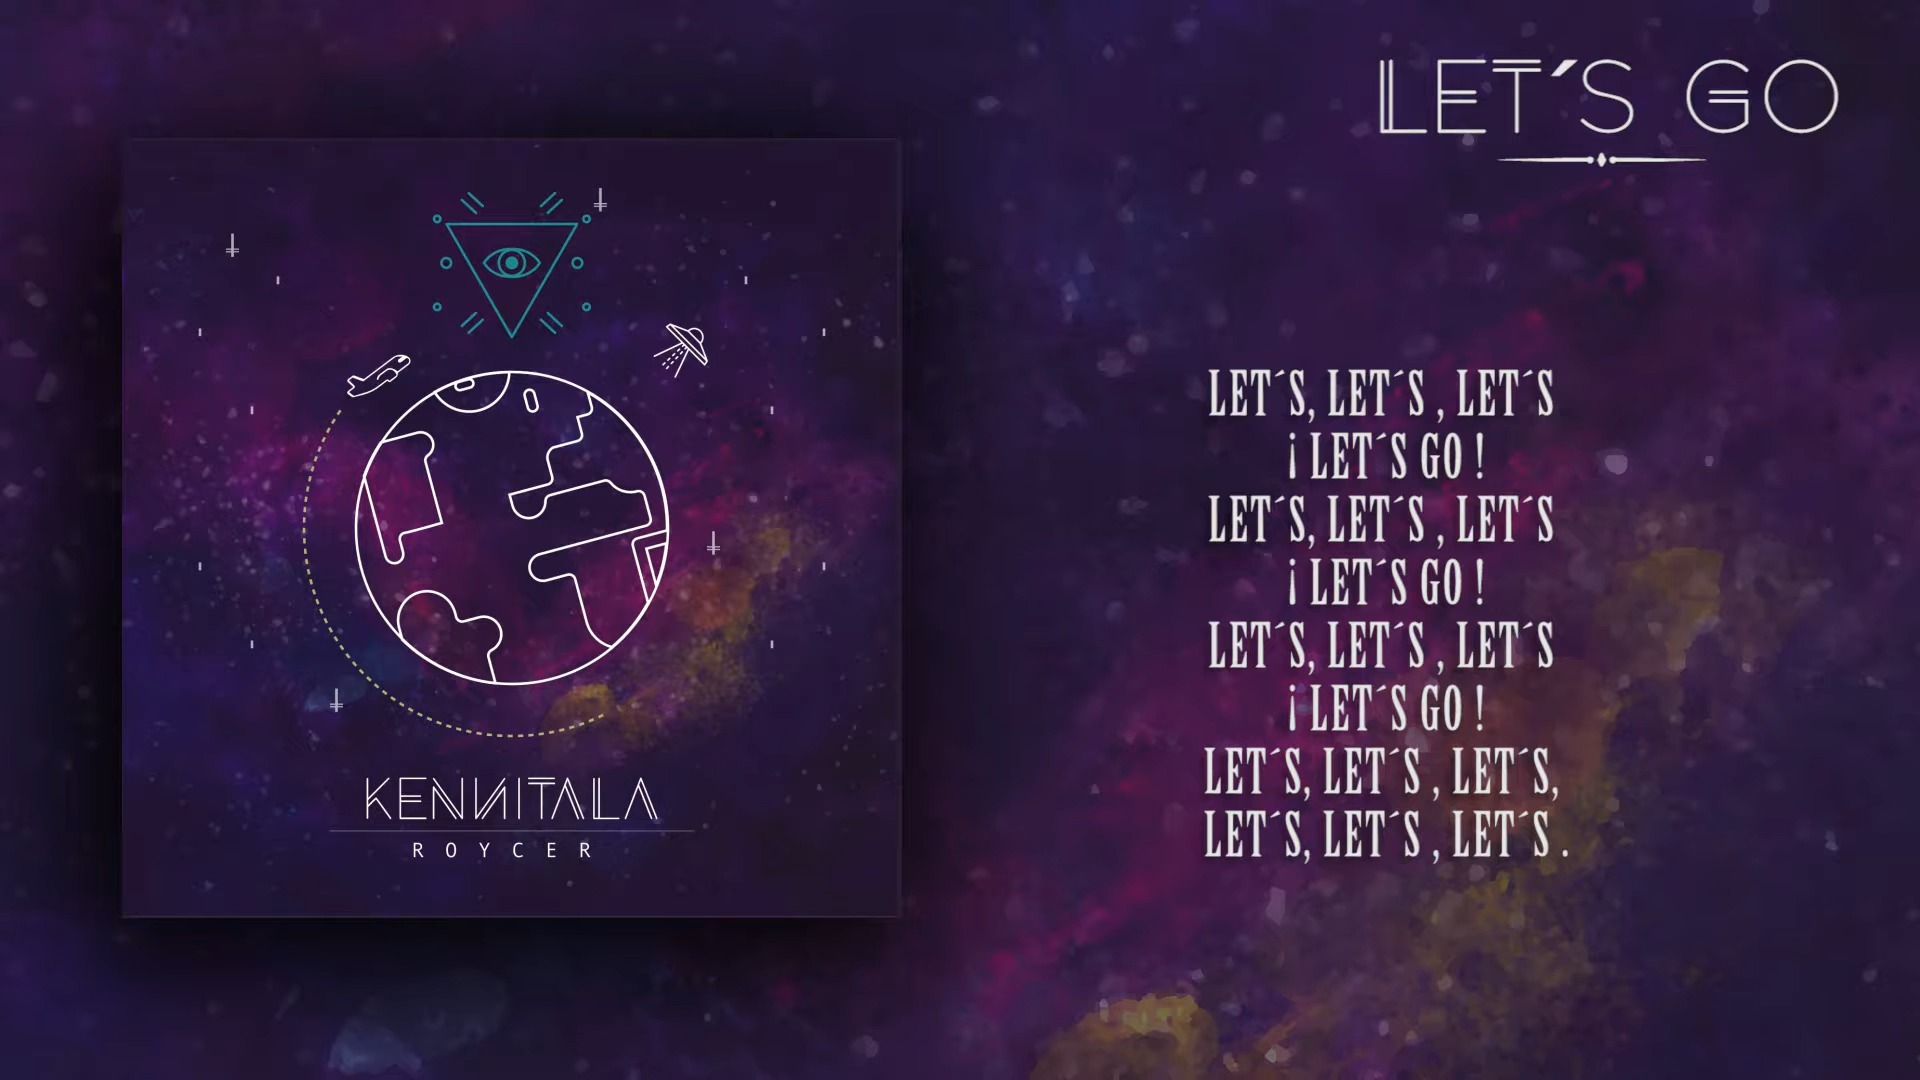 LET´S GO
LET´S, LET´S , LET´S
¡ LET´S GO !
LET´S, LET´S , LET´S
¡ LET´S GO !
LET´S, LET´S , LET´S
¡ LET´S GO !
LET´S, LET´S , LET´S,
LET´S, LET´S , LET´S .
KENNITALA
ROYCER